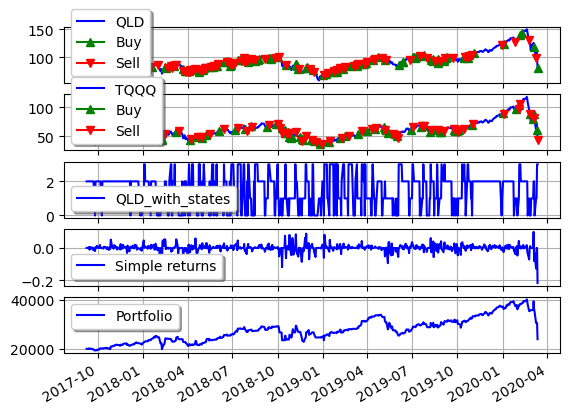 QLD
Buy
Sell
150
100
TQQQ
Buy
Sell
100
50
QLD_with_states
2
0
Simple returns
0.0
−0.2
Portfolio
40000
20000
2017-10 2018-01 2018-04 2018-07 2018-10 2019-01 2019-04 2019-07 2019-10 2020-01 2020-04